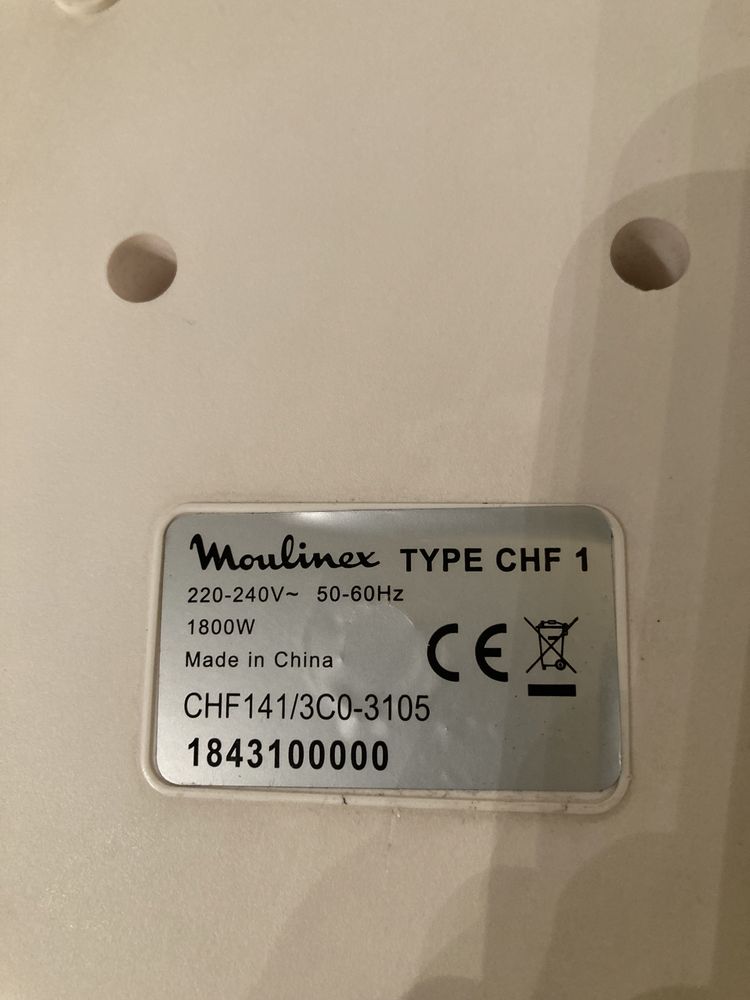 Moulinex TYPE CHF 1
220-240V~ 50-60Hz
1800W
Made in China
CE
CHF141/3C0-3105
1843100000